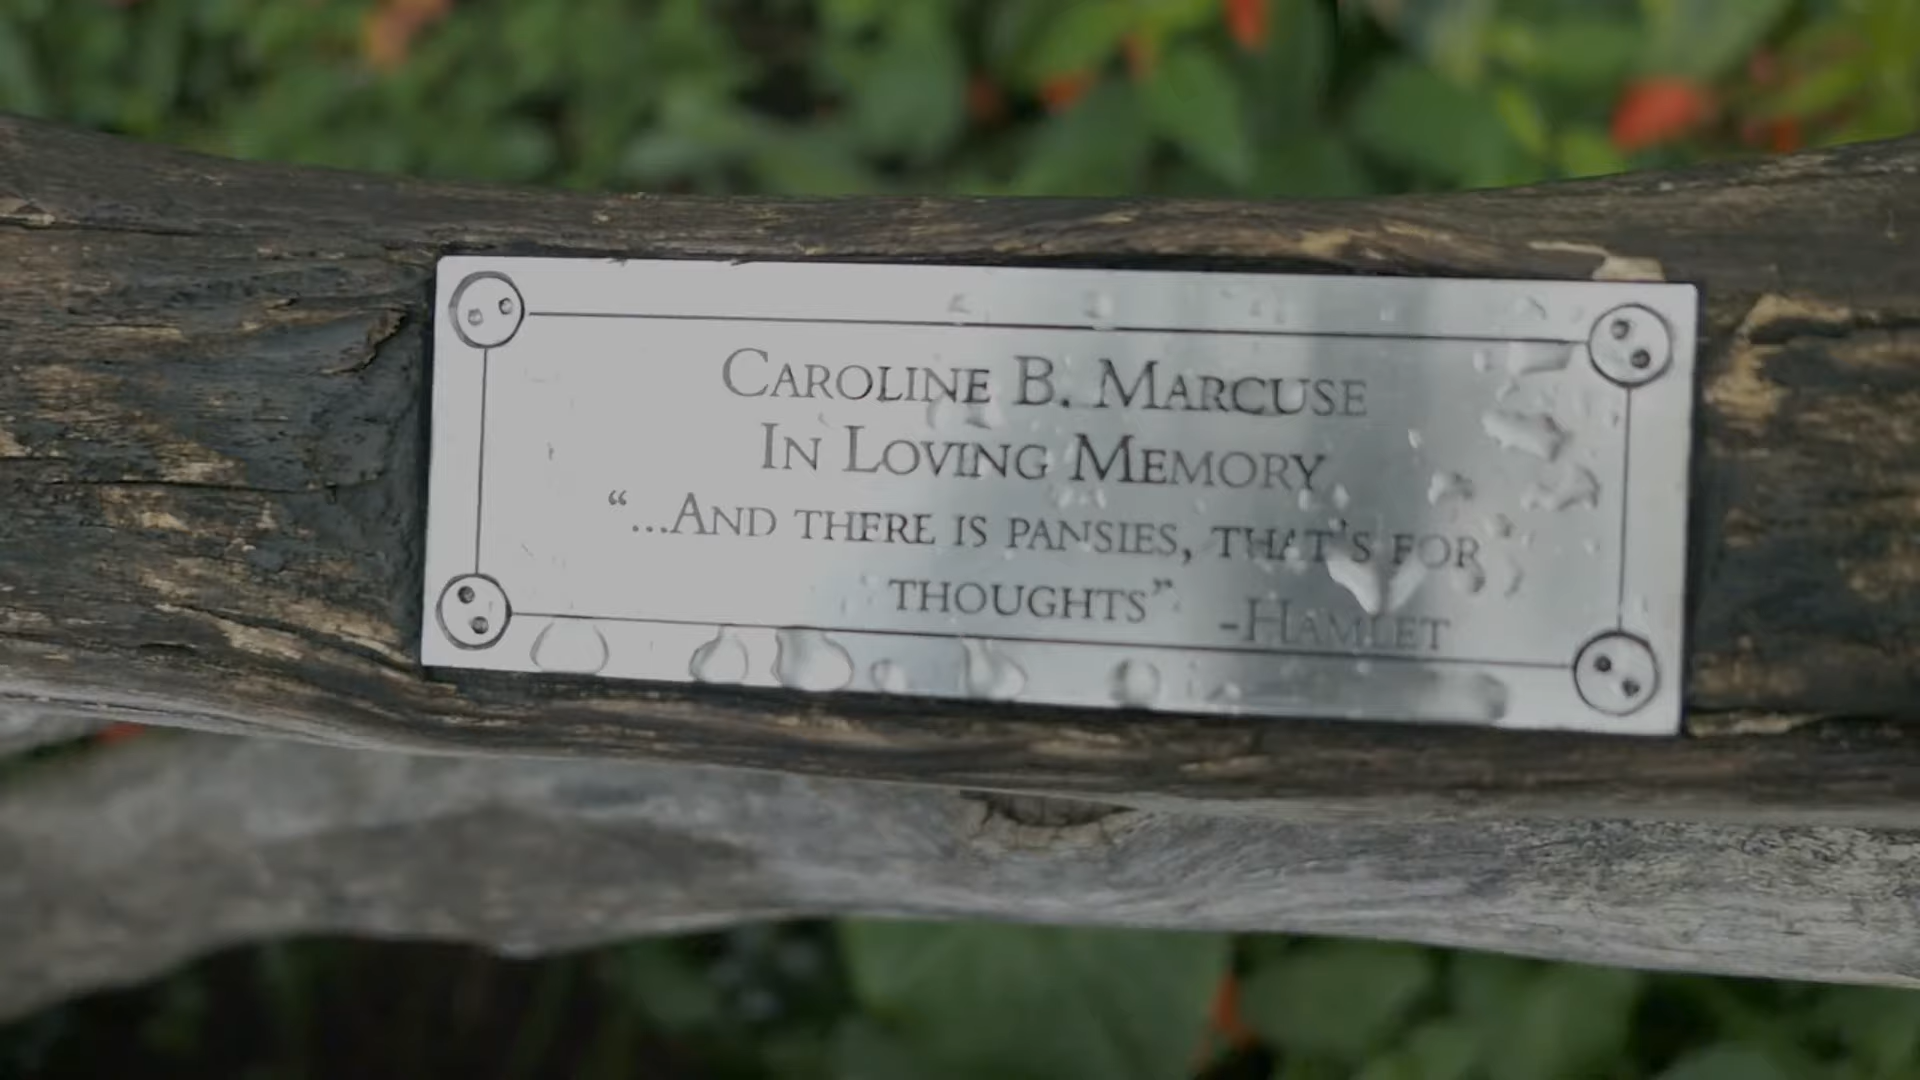 CAROLINE B. MARCUSE
IN LOVING MEMORY
“...AND THERE IS PANSIES, THAT'S FOR
THOUGHTS” -HAMLET